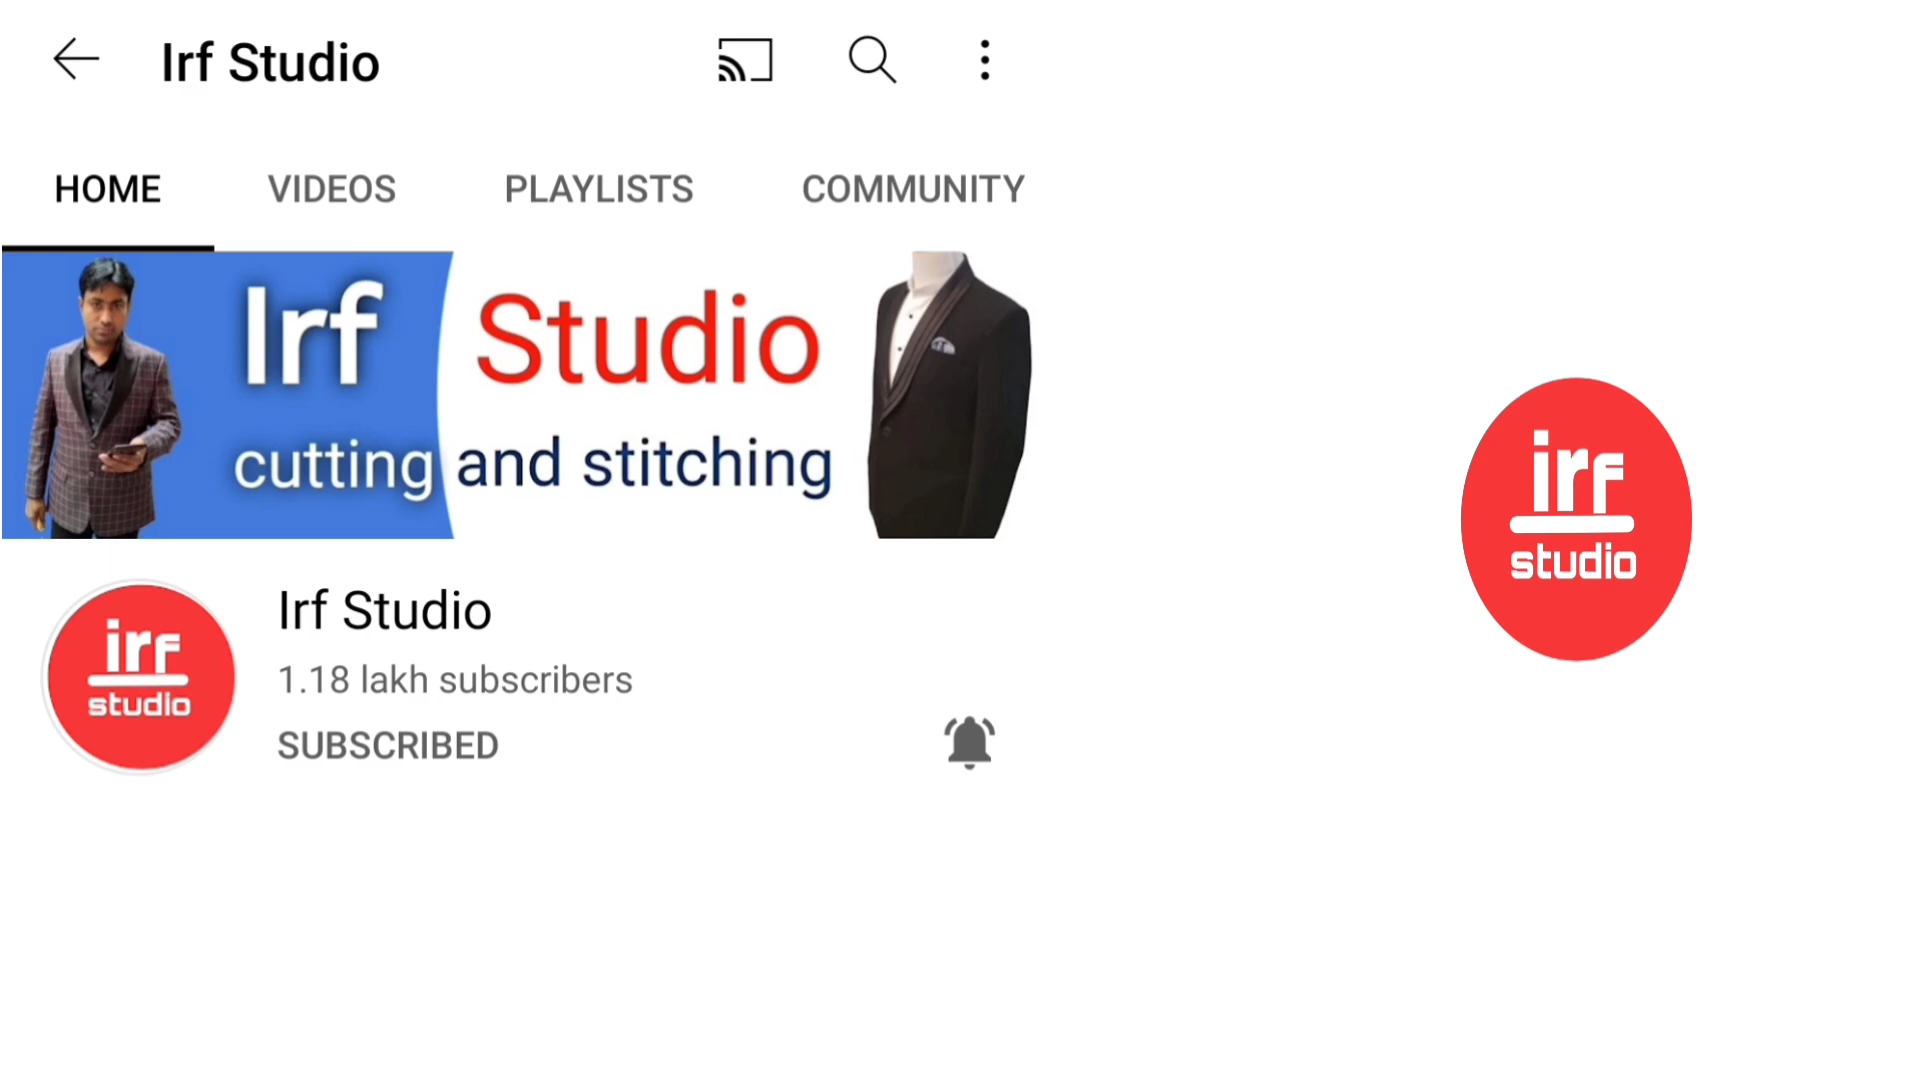 Irf Studio
HOME VIDEOS PLAYLISTS COMMUNITY
Irf Studio
cutting and stitching
irf
studio
Irf Studio
1.18 lakh subscribers
SUBSCRIBED
irf
studio